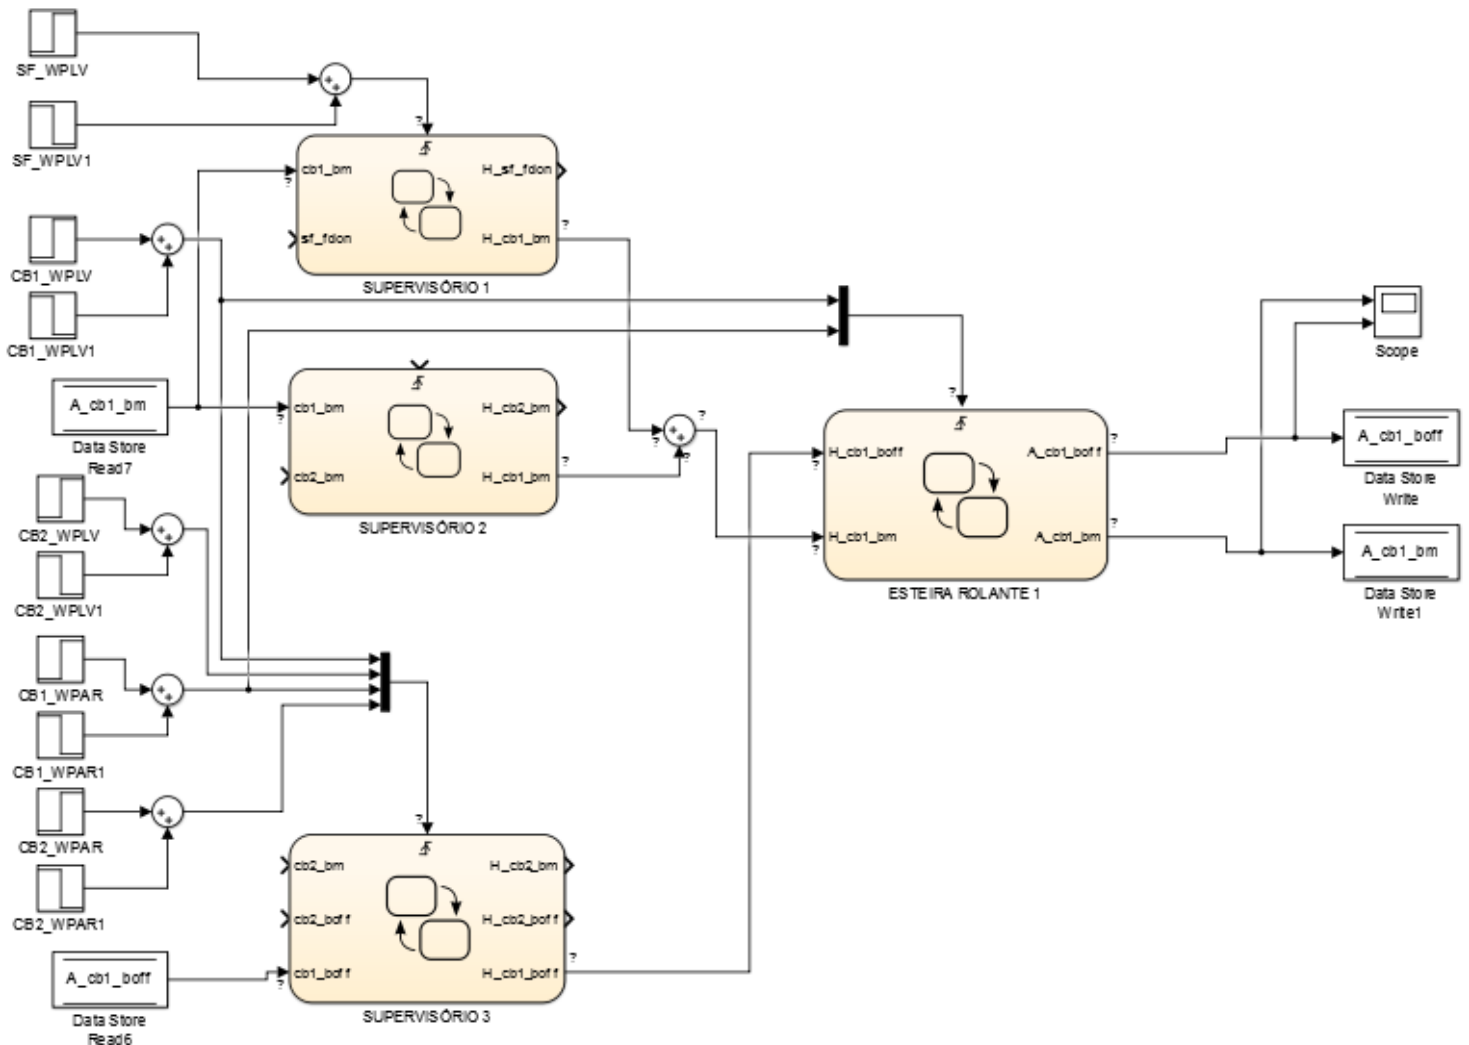 SF_WPLV
SF_WPLV1
?
cb1_bm
H_sf_fdon
?
sf_fdon
?
H_cb1_bm
SUPERVISÓRIO 1
CB1_WPLV
CB1_WPLV1
Scope
A_cb1_bm
Data Store
Read7
cb1_bm
H_cb2_bm
?
cb2_bm
?
H_cb1_bm
SUPERVISÓRIO 2
?
?
?
?
H_cb1_boff
?
A_cb1_boff
?
H_cb1_bm
?
A_cb1_bm
?
ESTEIRA ROLANTE 1
A_cb1_boff
Data Store
Write
A_cb1_bm
Data Store
Write1
CB2_WPLV
CB2_WPLV1
CB1_WPAR
CB1_WPAR1
CB2_WPAR
CB2_WPAR1
?
cb2_bm
H_cb2_bm
cb2_boff
H_cb2_boff
cb1_boff
?
H_cb1_boff
?
SUPERVISÓRIO 3
A_cb1_boff
Data Store
Read6